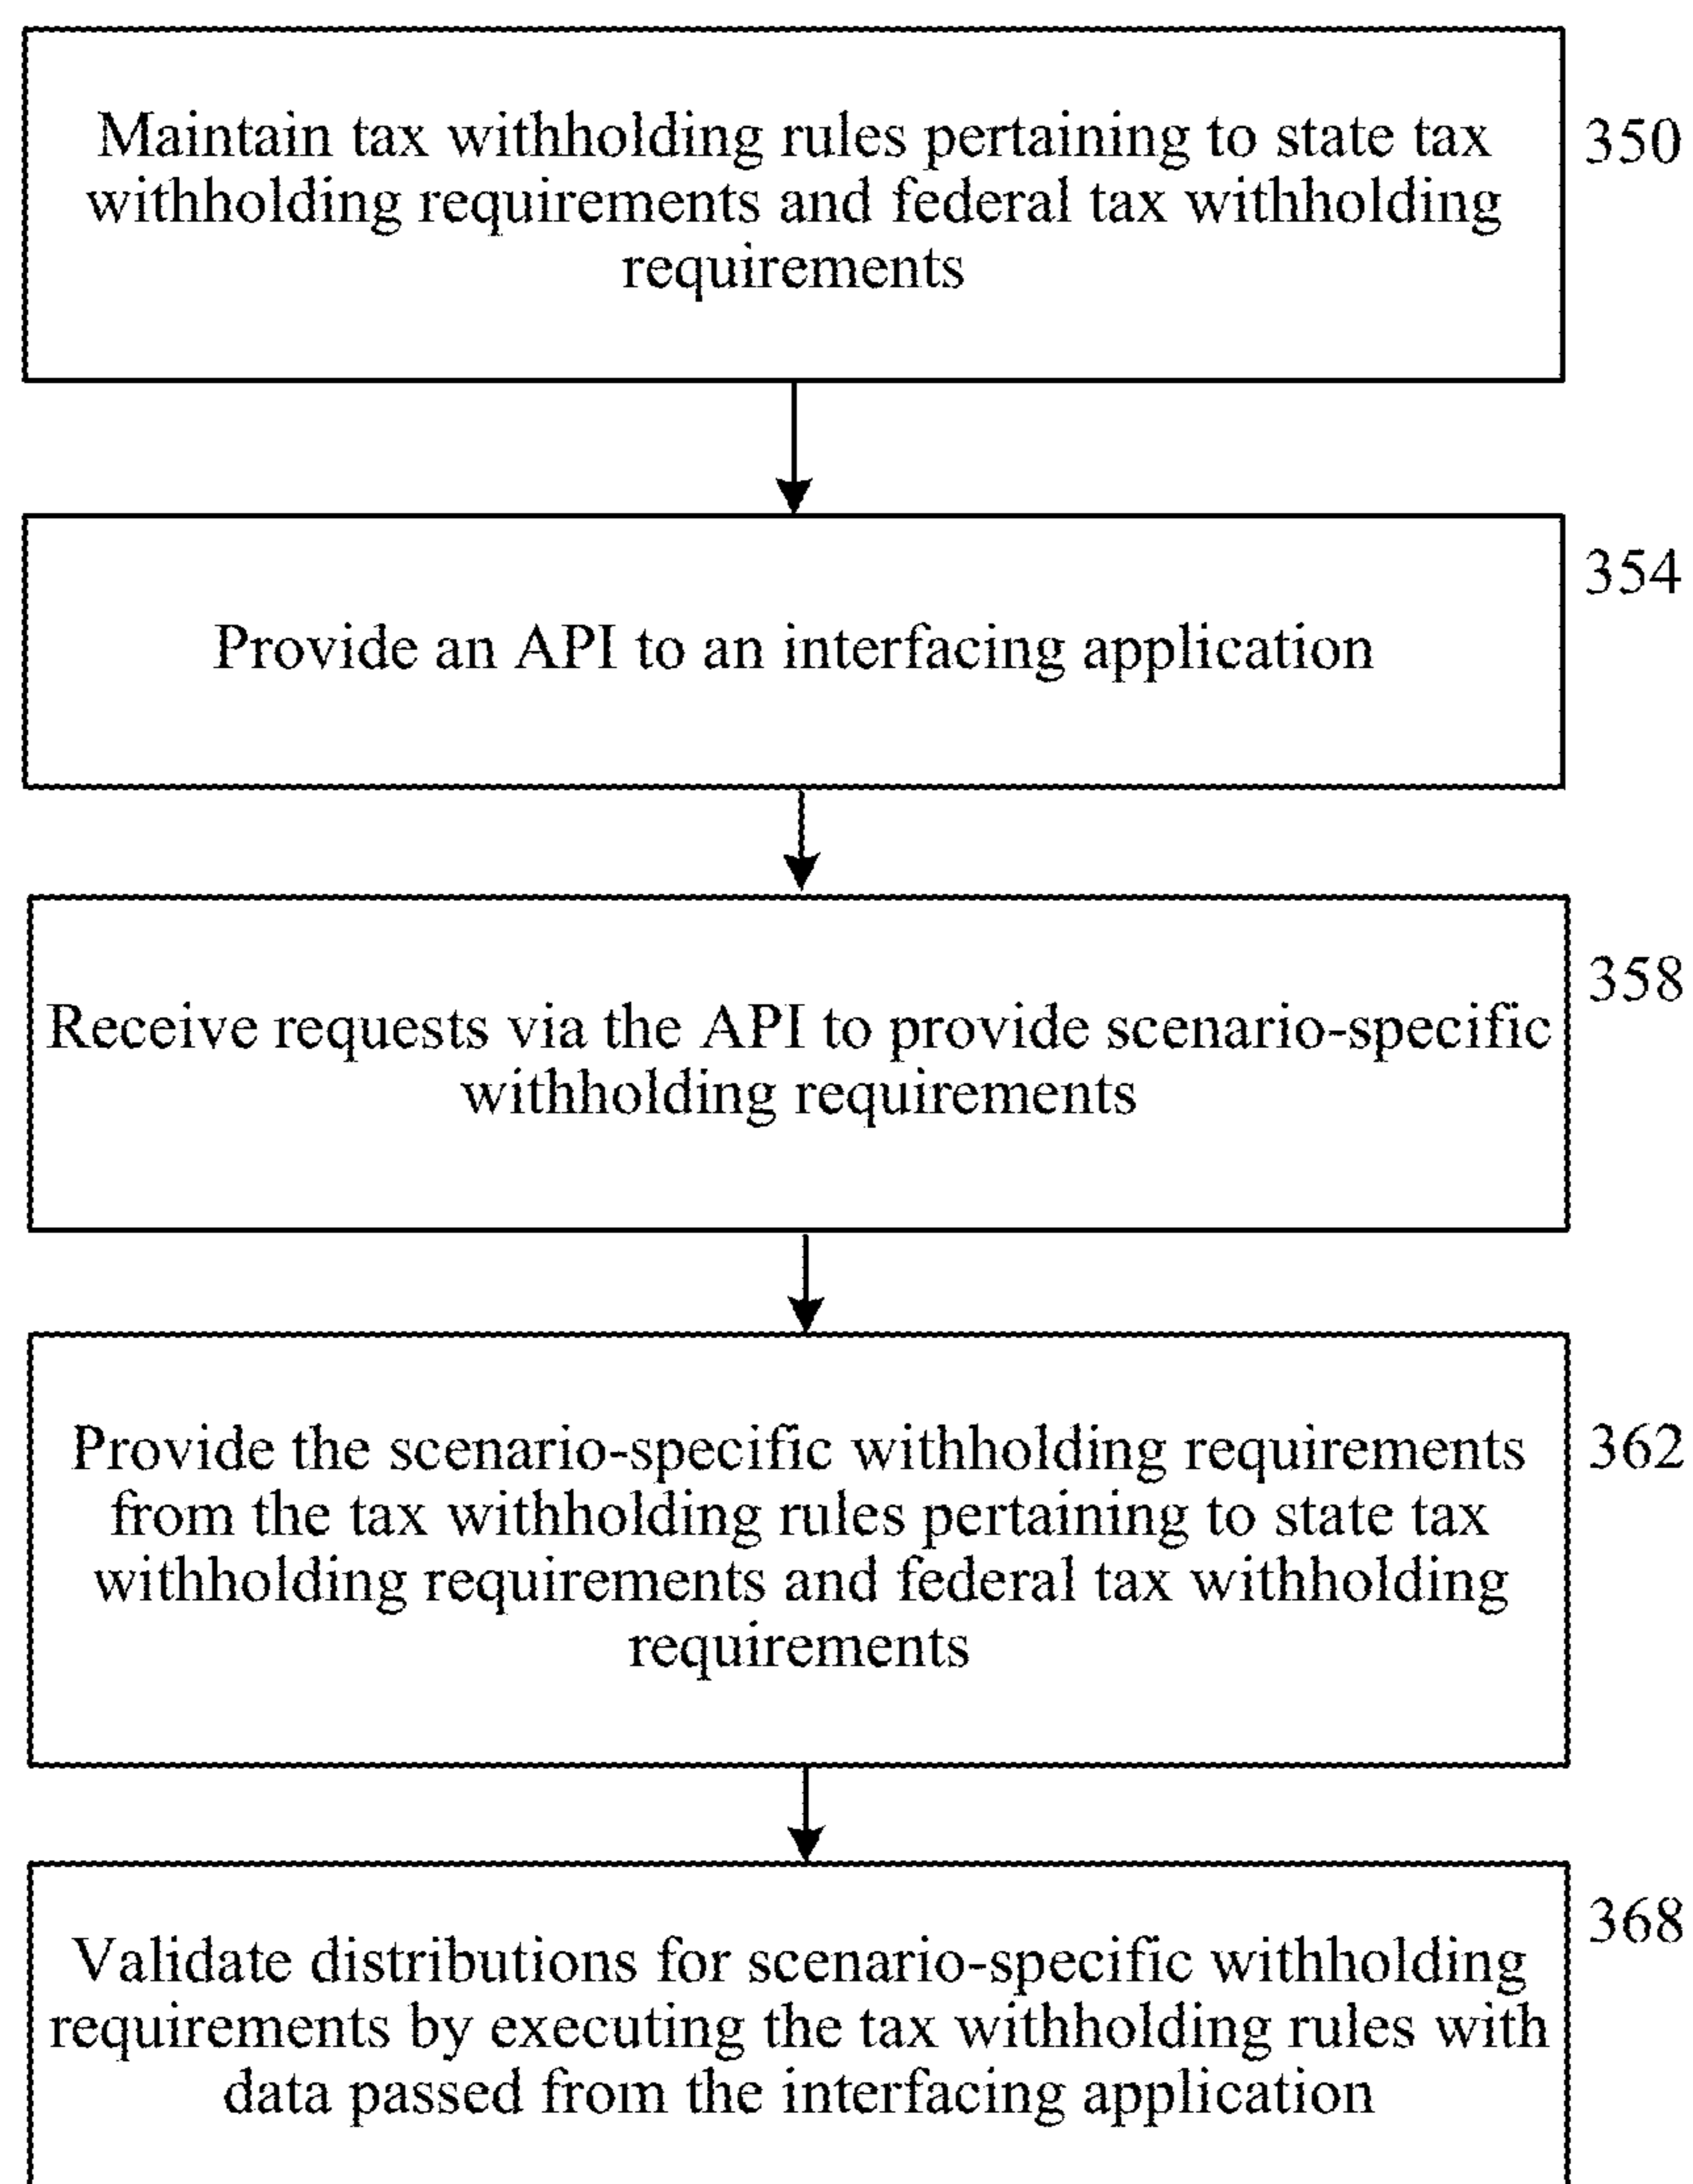 Maintain tax withholding rules pertaining to state tax
withholding requirements and federal tax withholding
requirements
350
Provide an API to an interfacing application
354
Receive requests via the API to provide scenario-specific
withholding requirements
358
Provide the scenario-specific withholding requirements
from the tax withholding rules pertaining to state tax
withholding requirements and federal tax withholding
requirements
362
Validate distributions for scenario-specific withholding
requirements by executing the tax withholding rules with
data passed from the interfacing application
368